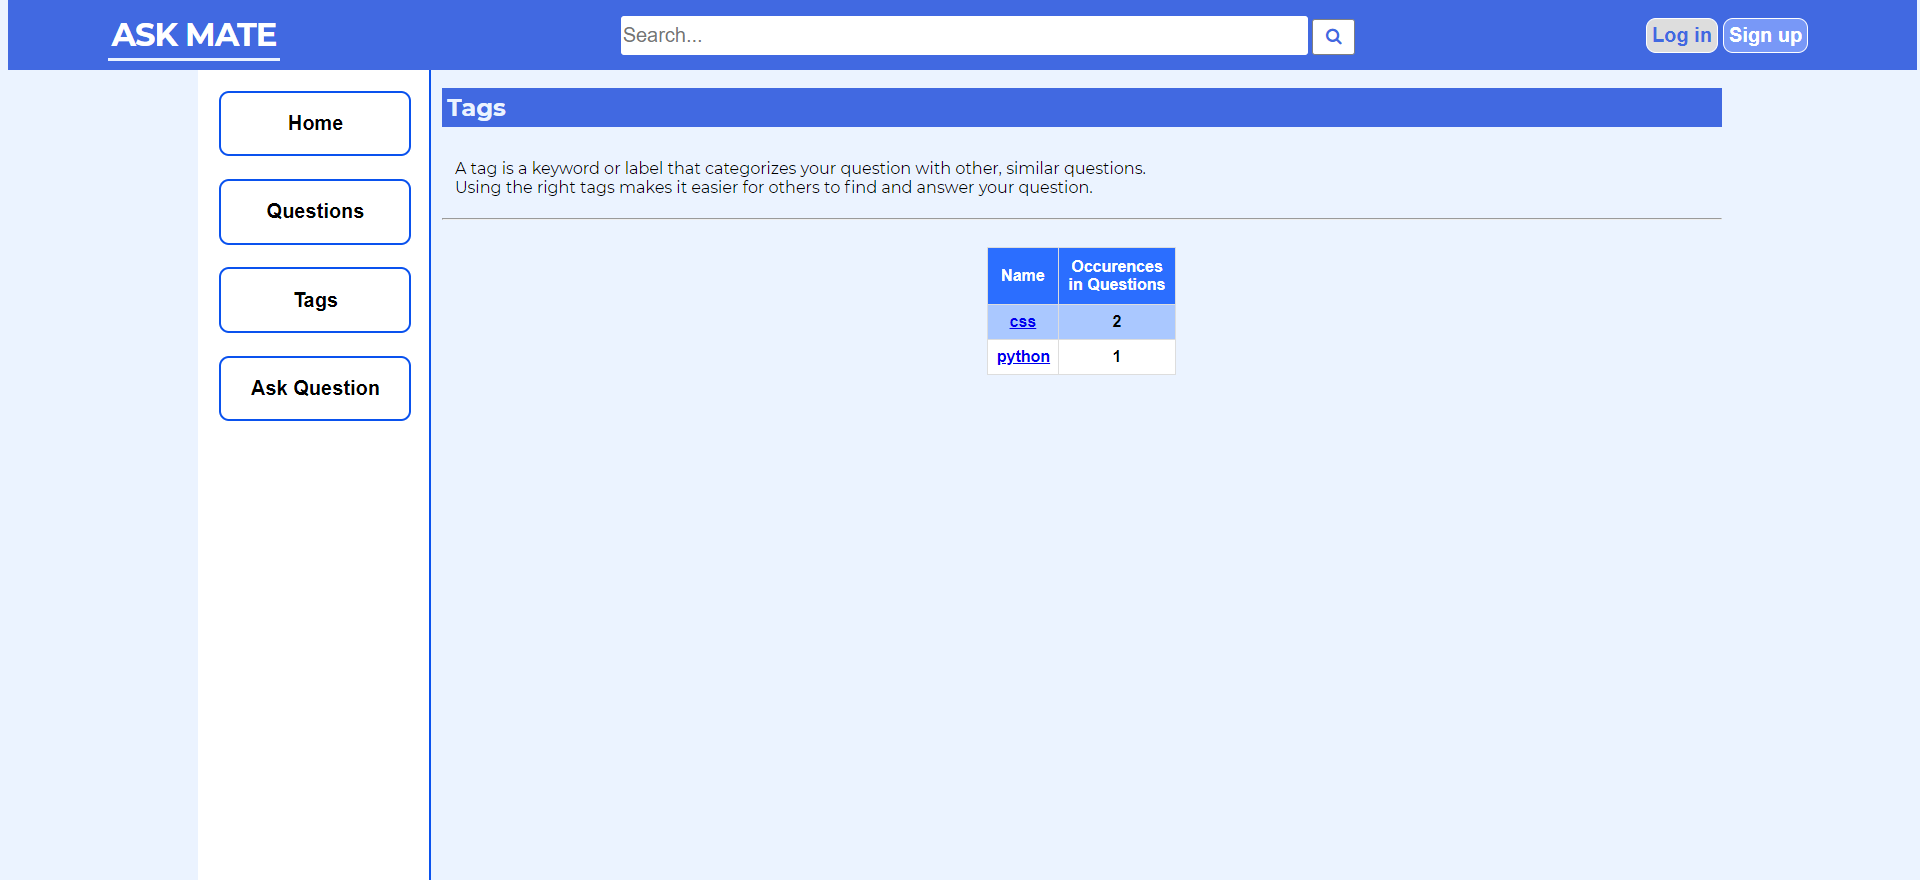 ASK MATE
Search...
Log in
Sign up
Home
Questions
Tags
Ask Question
Tags
A tag is a keyword or label that categorizes your question with other, similar questions.
Using the right tags makes it easier for others to find and answer your question.
Name
Occurences
in Questions
css
2
python
1